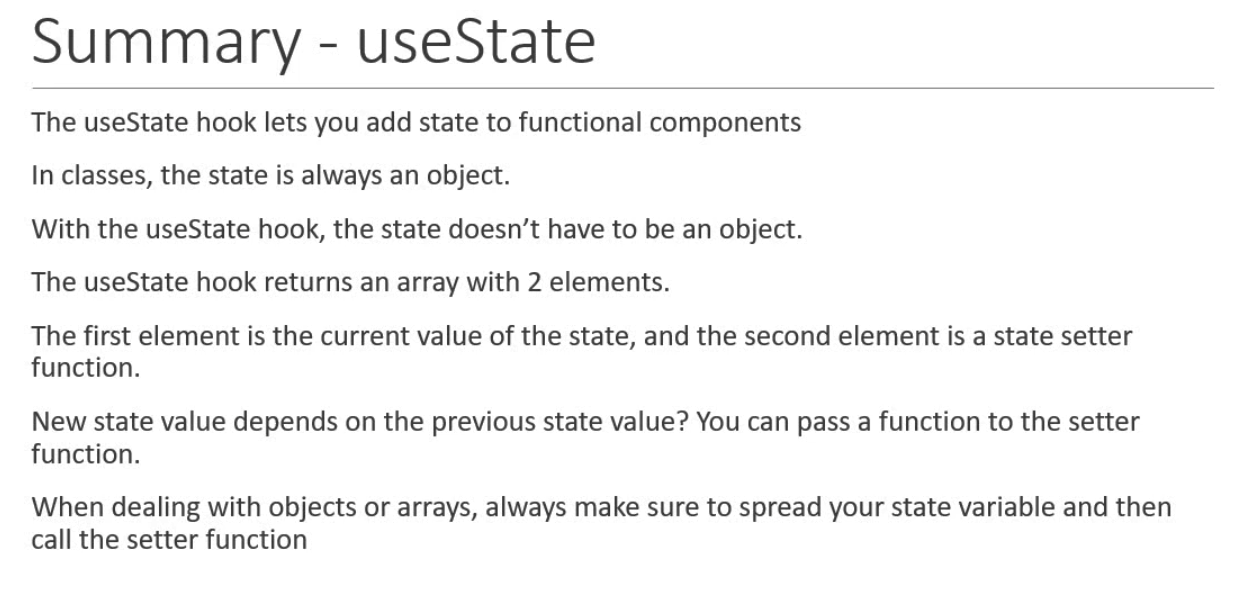 Summary - useState
The useState hook lets you add state to functional components
In classes, the state is always an object.
With the useState hook, the state doesn’t have to be an object.
The useState hook returns an array with 2 elements.
The first element is the current value of the state, and the second element is a state setter
function.
New state value depends on the previous state value? You can pass a function to the setter
function.
When dealing with objects or arrays, always make sure to spread your state variable and then
call the setter function